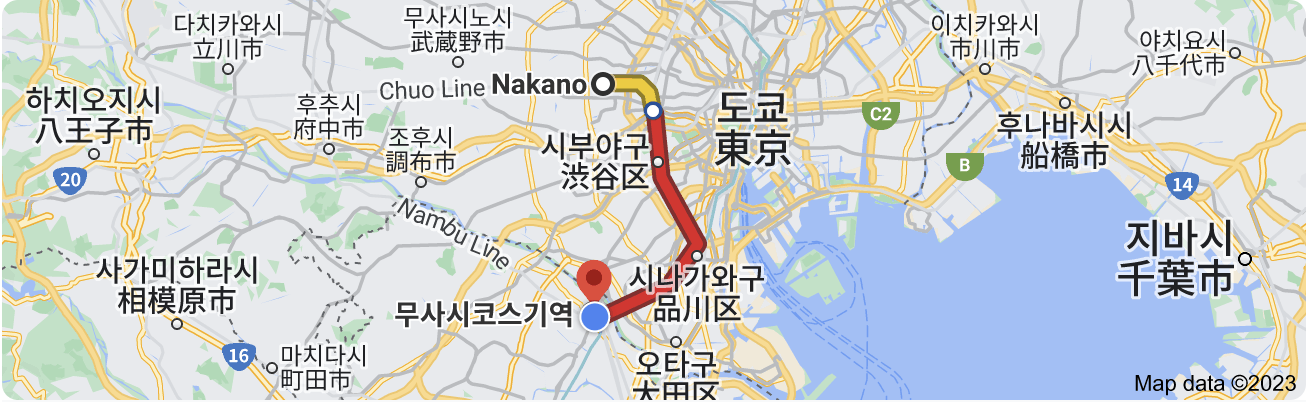 다치카와시
立川市
무사시노시
武蔵野市
이치카와시
市川市
야치요시
八千代市
Chuo Line
Nakano
하치오지시
八王子市
후추시
府中市
조후시
調布市
도쿄
東京
C2
후나바시시
船橋市
시부야구
渋谷区
B
20
14
Nambu Line
지바시
千葉市
사가미하라시
相模原市
시나가와구
品川区
무사시코스기역
16
마치다시
町田市
오타구
大田区
Map data ©2023